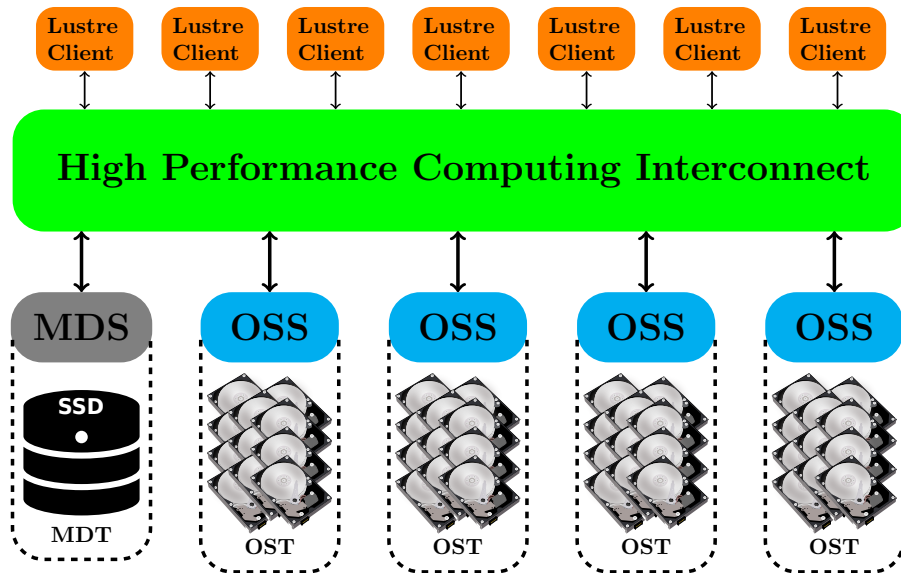 Lustre
Client
Lustre
Client
Lustre
Client
Lustre
Client
Lustre
Client
Lustre
Client
Lustre
Client
High Performance Computing Interconnect
MDS
OSS
OSS
OSS
OSS
SSD
MDT
OST
OST
OST
OST